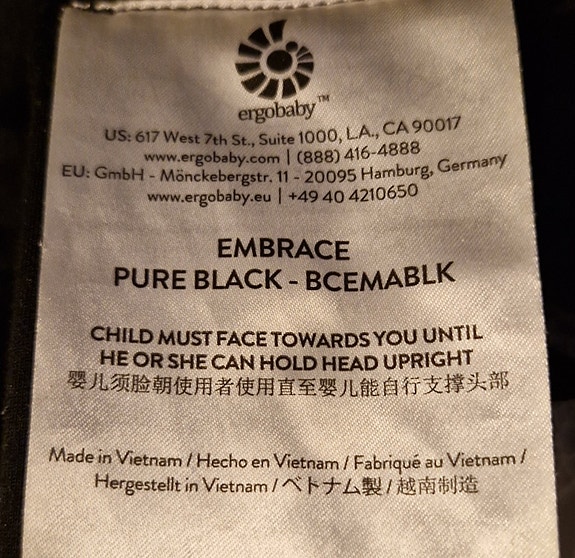 ergobaby™
US: 617 West 7th St., Suite 1000, L.A., CA 90017
www.ergobaby.com | (888) 416-4888
EU: GmbH - Mönckebergstr. 11 - 20095 Hamburg, Germany
www.ergobaby.eu | +49 40 4210650
EMBRACE
PURE BLACK - BCEMABLK
CHILD MUST FACE TOWARDS YOU UNTIL
HE OR SHE CAN HOLD HEAD UPRIGHT
婴儿须脸朝使用者使用直至婴儿能自行支撑头部
Made in Vietnam / Hecho en Vietnam / Fabriqué au Vietnam /
Hergestellt in Vietnam / ベトナム製 / 越南制造